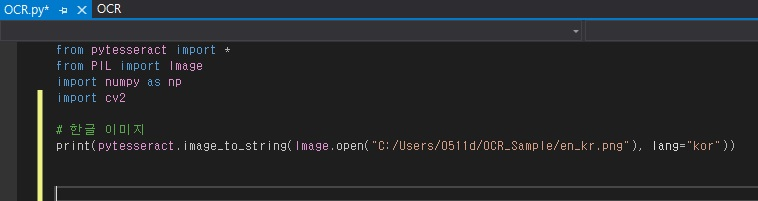 OCR.py* OCR
from pytesseract import *
from PIL import Image
import numpy as np
import cv2
# 한글 이미지
print(pytesseract.image_to_string(Image.open("C:/Users/0511d/OCR_Sample/en_kr.png"), lang="kor"))